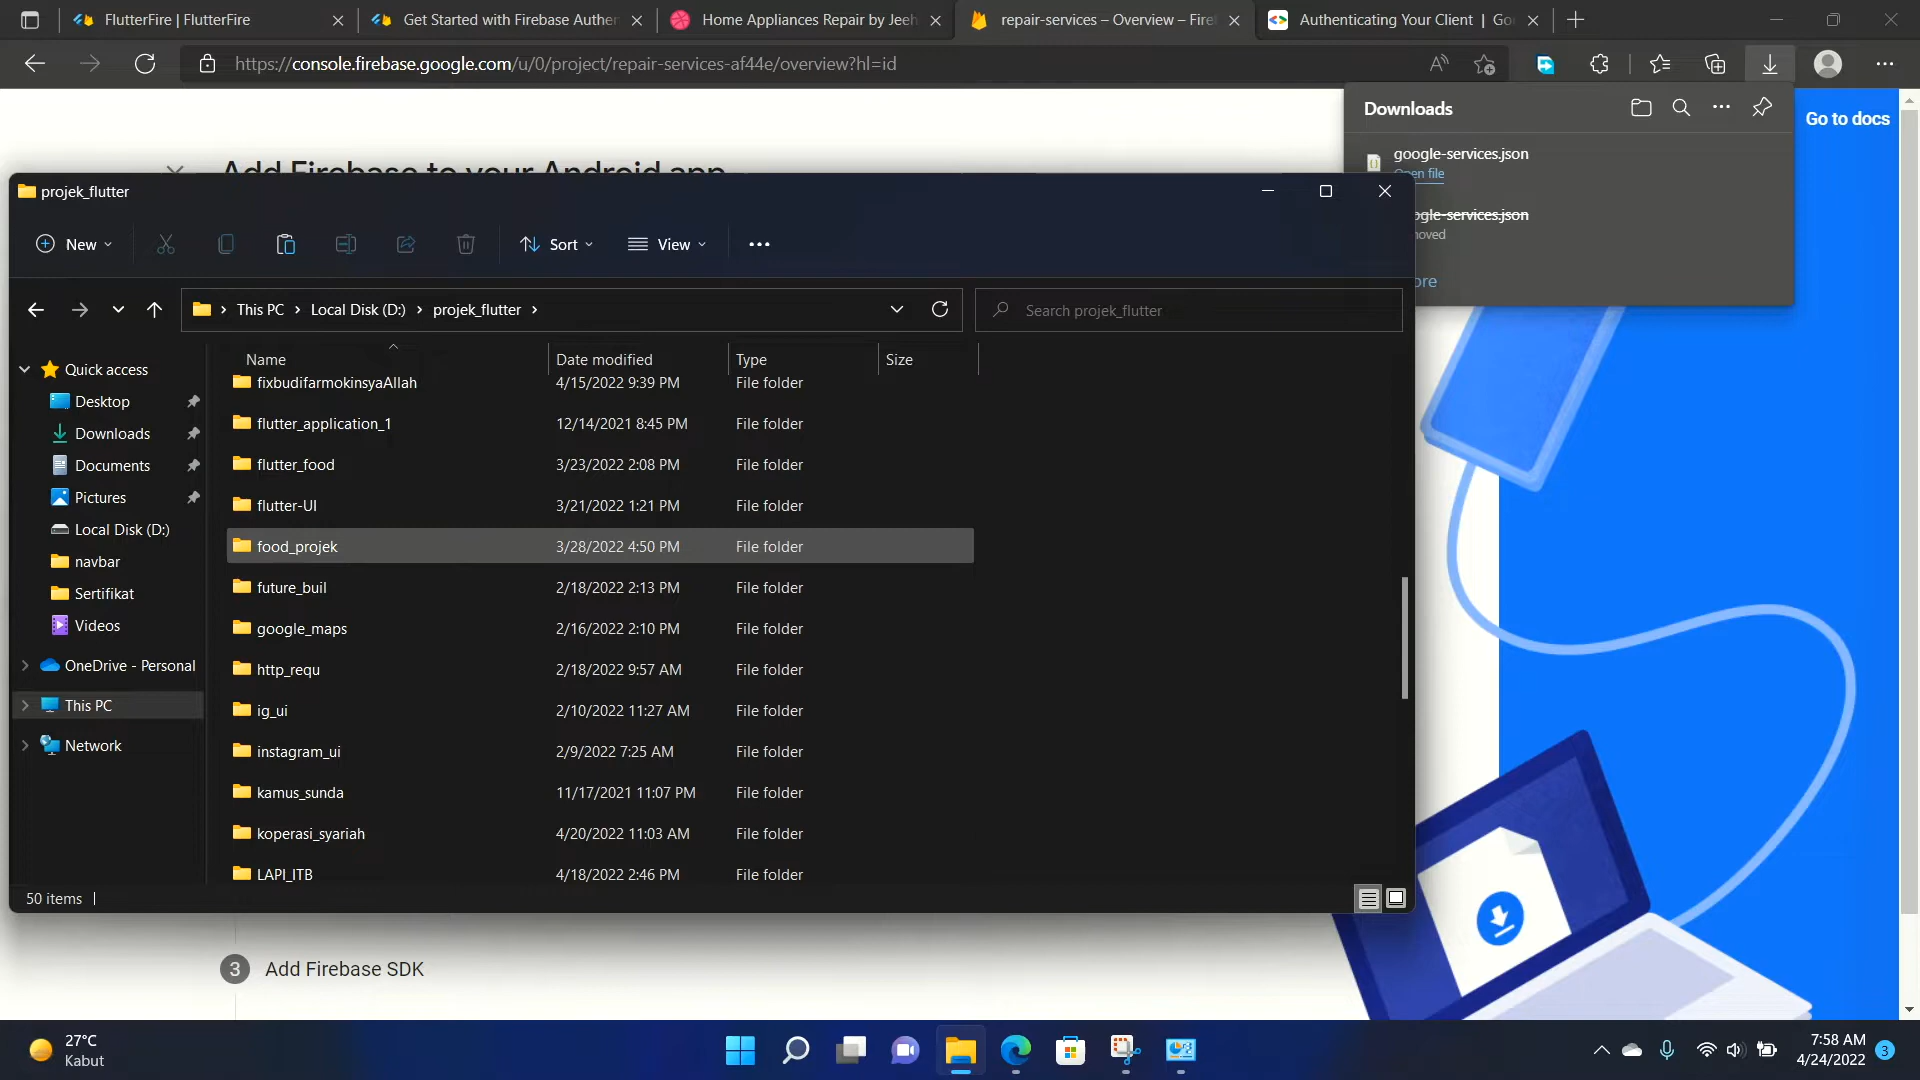 FlutterFire | FlutterFire
Get Started with Firebase Auther
Home Appliances Repair by Jeeh
repair-services – Overview – Fire
Authenticating Your Client | Go
https://console.firebase.google.com/u/0/project/repair-services-af44e/overview?hl=id
Add Firebase to your Android app
Go to docs
Downloads
google-services.json
Open file
ogle-services.json
moved
ore
projek_flutter
New
Sort
View
This PC > Local Disk (D:) > projek_flutter >
Search projek_flutter
Name Date modified Type Size
Quick access
Desktop
Downloads
Documents
Pictures
Local Disk (D:)
navbar
Sertifikat
Videos
OneDrive - Personal
This PC
Network
fixbudifarmokinsyaAllah 4/15/2022 9:39 PM File folder
flutter_application_1 12/14/2021 8:45 PM File folder
flutter_food 3/23/2022 2:08 PM File folder
flutter-UI 3/21/2022 1:21 PM File folder
food_projek 3/28/2022 4:50 PM File folder
future_buil 2/18/2022 2:13 PM File folder
google_maps 2/16/2022 2:10 PM File folder
http_requ 2/18/2022 9:57 AM File folder
ig_ui 2/10/2022 11:27 AM File folder
instagram_ui 2/9/2022 7:25 AM File folder
kamus_sunda 11/17/2021 11:07 PM File folder
koperasi_syariah 4/20/2022 11:03 AM File folder
LAPI_ITB 4/18/2022 2:46 PM File folder
50 items
3 Add Firebase SDK
27°C
Kabut
7:58 AM
4/24/2022
3